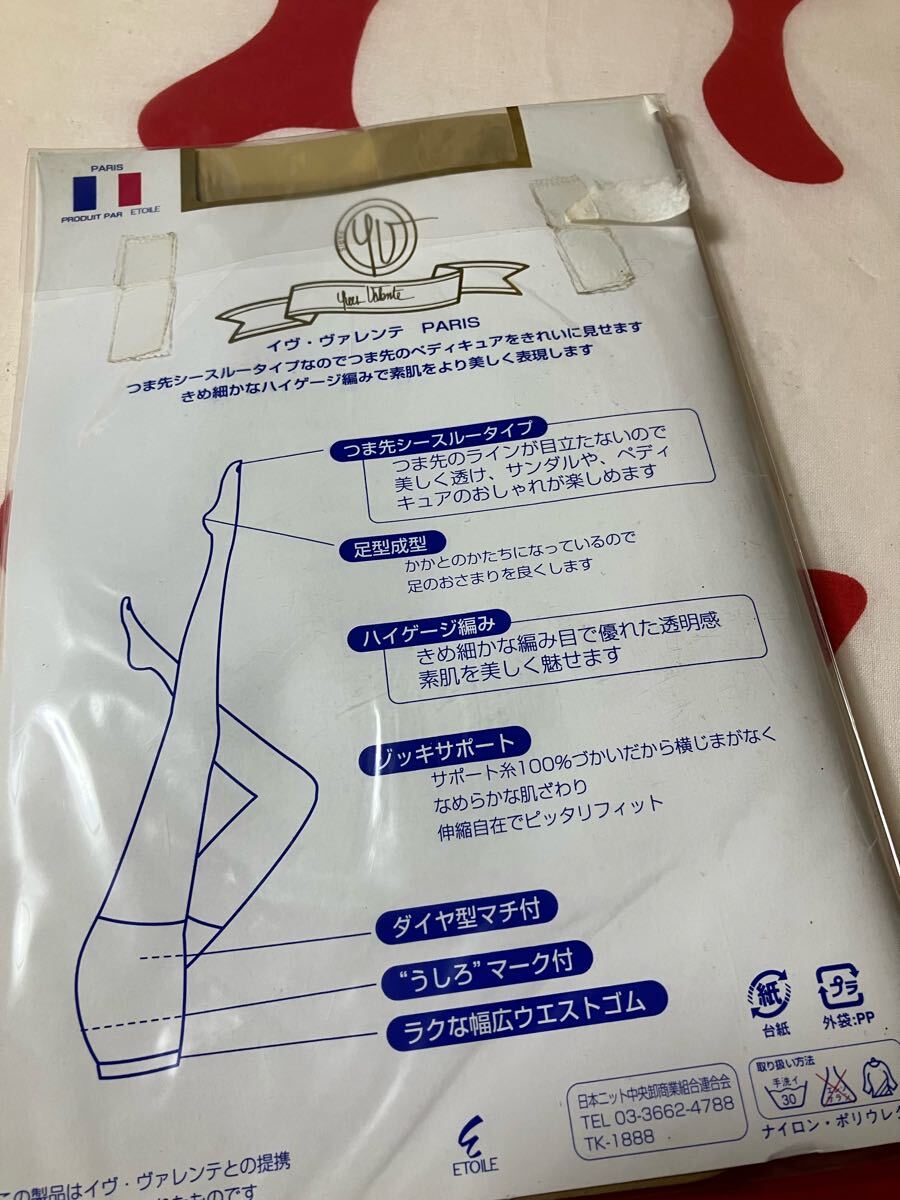 PARIS
PRODUIT PAR ETOILE
YV
Yves Valente
イヴ・ヴァレンテ PARIS
つま先シースルータイプなのでつま先のペディキュアをきれいに見せます
きめ細かなハイゲージ編みで素肌をより美しく表現します
つま先シースルータイプ
つま先のラインが目立たないので
美しく透け、サンダルや、ペディ
キュアのおしゃれが楽しめます
足型成型
かかとのかたちになっているので
足のおさまりを良くします
ハイゲージ編み
きめ細かな編み目で優れた透明感
素肌を美しく魅せます
ゾッキサポート
サポート糸100%づかいだから横じまがなく
なめらかな肌ざわり
伸縮自在でピッタリフィット
ダイヤ型マチ付
“うしろ”マーク付
ラクな幅広ウエストゴム
紙
台紙
プラ
外袋:PP
取り扱い方法
手洗イ
30
エンソ
サラシ
ナイロン・ポリウレタ
日本ニット中央卸商業組合連合会
TEL 03-3662-4788
TK-1888
ETOILE
この製品はイヴ・ヴァレンテとの提携
たものです